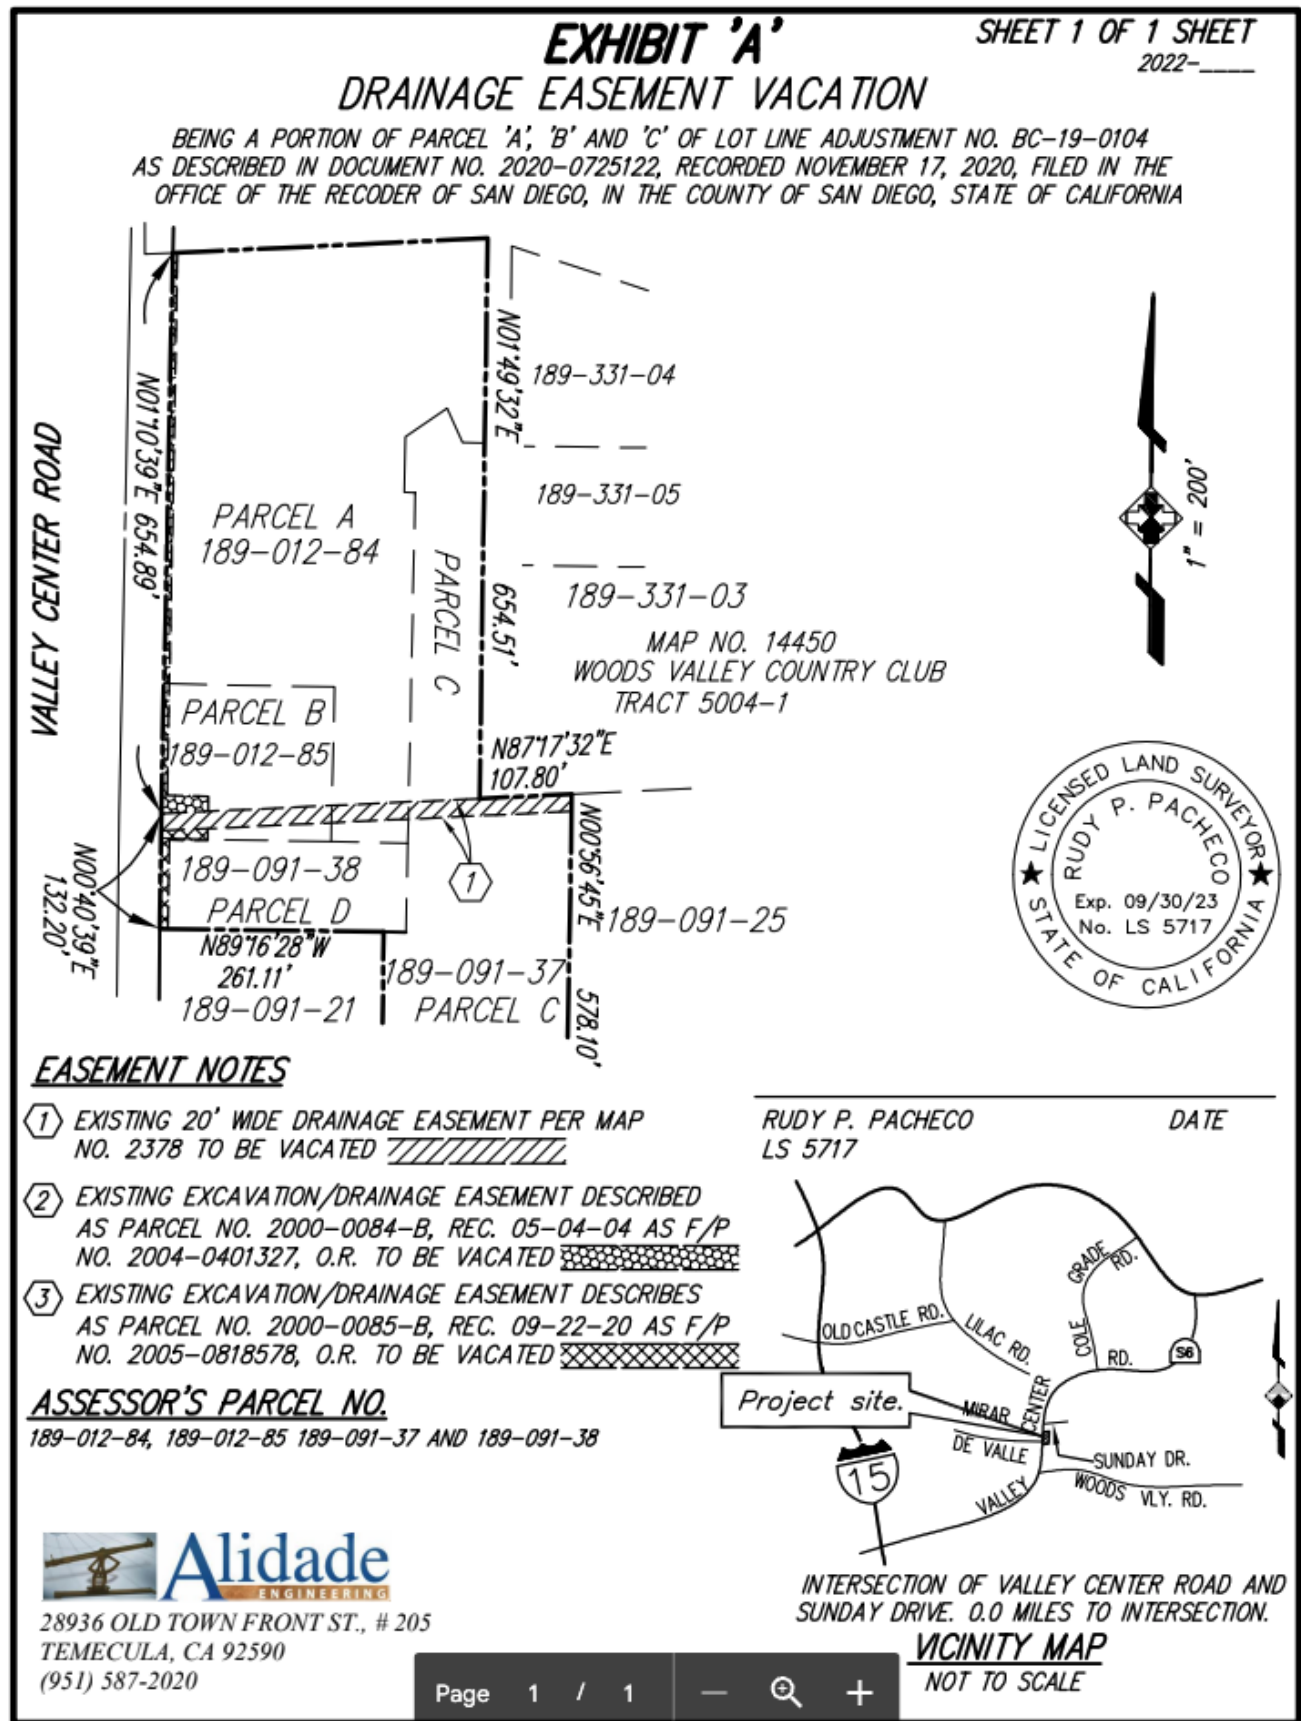 EXHIBIT 'A'
SHEET 1 OF 1 SHEET
2022-____
DRAINAGE EASEMENT VACATION
BEING A PORTION OF PARCEL 'A', 'B' AND 'C' OF LOT LINE ADJUSTMENT NO. BC-19-0104
AS DESCRIBED IN DOCUMENT NO. 2020-0725122, RECORDED NOVEMBER 17, 2020, FILED IN THE
OFFICE OF THE RECODER OF SAN DIEGO, IN THE COUNTY OF SAN DIEGO, STATE OF CALIFORNIA
VALLEY CENTER ROAD
N01°10'39"E 654.89'
N01°49'32"E
654.51'
189-331-04
189-331-05
189-331-03
PARCEL A
189-012-84
PARCEL C
MAP NO. 14450
WOODS VALLEY COUNTRY CLUB
TRACT 5004-1
1" = 200'
PARCEL B
189-012-85
N87°17'32"E
107.80'
N00°40'39"E
132.20'
189-091-38
PARCEL D
1
N00°56'45"E
578.10'
189-091-25
N89°16'28"W
261.11'
189-091-21
189-091-37
PARCEL C
LICENSED LAND SURVEYOR
RUDY P. PACHECO
Exp. 09/30/23
No. LS 5717
STATE OF CALIFORNIA
EASEMENT NOTES
1 EXISTING 20' WIDE DRAINAGE EASEMENT PER MAP
NO. 2378 TO BE VACATED
2 EXISTING EXCAVATION/DRAINAGE EASEMENT DESCRIBED
AS PARCEL NO. 2000-0084-B, REC. 05-04-04 AS F/P
NO. 2004-0401327, O.R. TO BE VACATED
3 EXISTING EXCAVATION/DRAINAGE EASEMENT DESCRIBES
AS PARCEL NO. 2000-0085-B, REC. 09-22-20 AS F/P
NO. 2005-0818578, O.R. TO BE VACATED
ASSESSOR'S PARCEL NO.
189-012-84, 189-012-85 189-091-37 AND 189-091-38
RUDY P. PACHECO
DATE
LS 5717
OLD CASTLE RD.
LILAC RD.
GRADE RD.
COLE
RD.
S6
CENTER
Project site.
MIRAR
DE VALLE
15
VALLEY
SUNDAY DR.
WOODS VLY. RD.
INTERSECTION OF VALLEY CENTER ROAD AND
SUNDAY DRIVE. 0.0 MILES TO INTERSECTION.
VICINITY MAP
NOT TO SCALE
Alidade
ENGINEERING
28936 OLD TOWN FRONT ST., # 205
TEMECULA, CA 92590
(951) 587-2020
Page 1 / 1